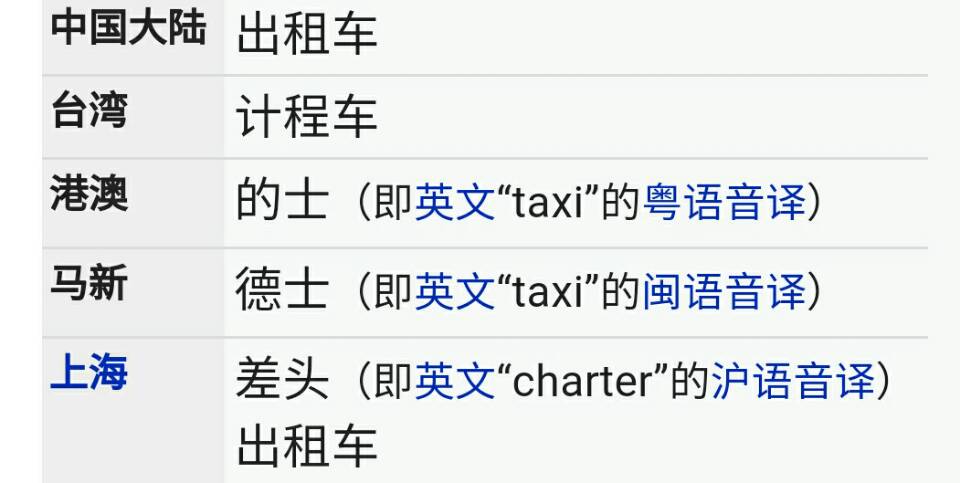 中国大陆 出租车
台湾 计程车
港澳 的士（即英文“taxi”的粤语音译）
马新 德士（即英文“taxi”的闽语音译）
上海 差头（即英文“charter”的沪语音译）
出租车